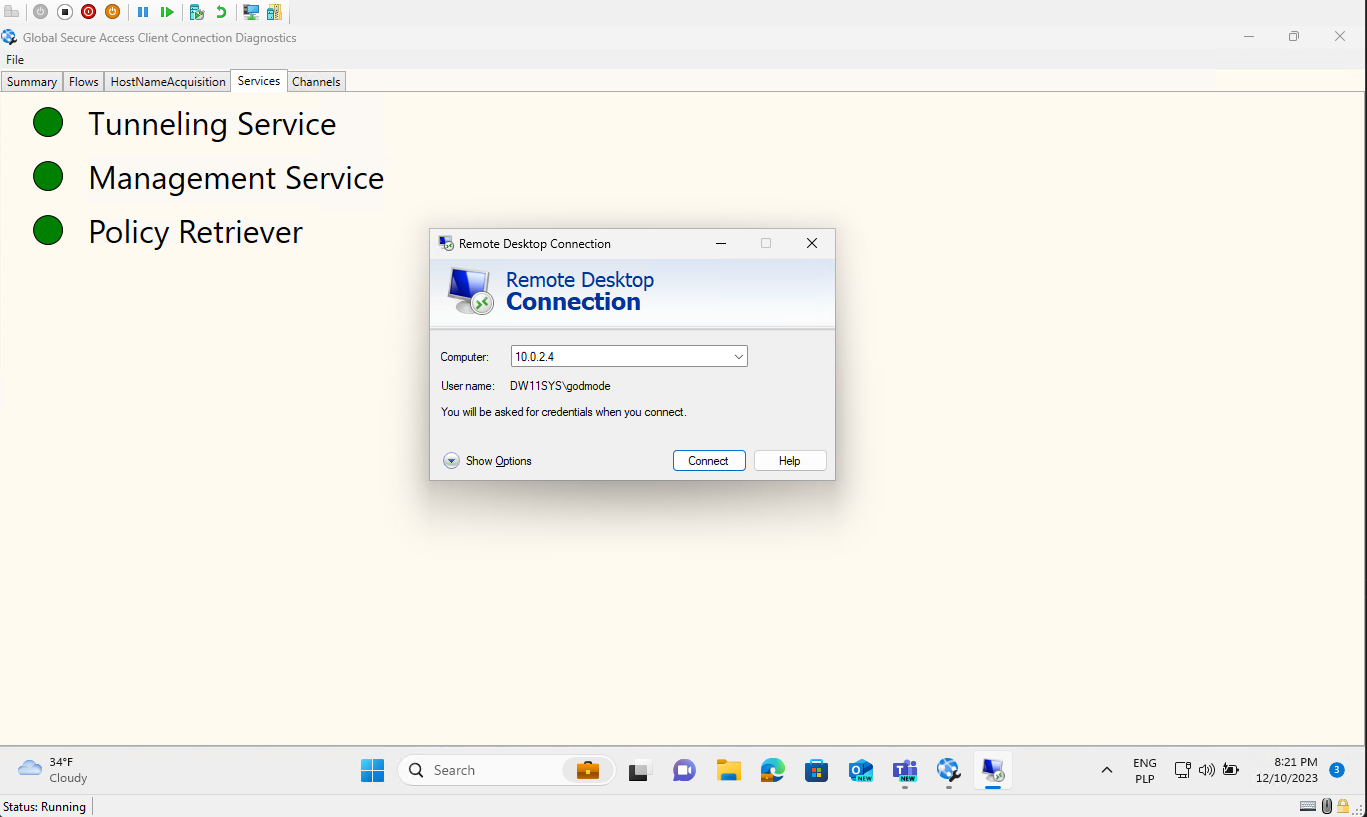 Global Secure Access Client Connection Diagnostics
File
Summary
Flows
HostNameAcquisition
Services
Channels
Tunneling Service
Management Service
Policy Retriever
Remote Desktop Connection
Remote Desktop
Connection
Computer:
10.0.2.4
User name:
DW11SYS\godmode
You will be asked for credentials when you connect.
Show Options
Connect
Help
34°F
Cloudy
Search
NEW
NEW
ENG
PLP
8:21 PM
12/10/2023
3
Status: Running